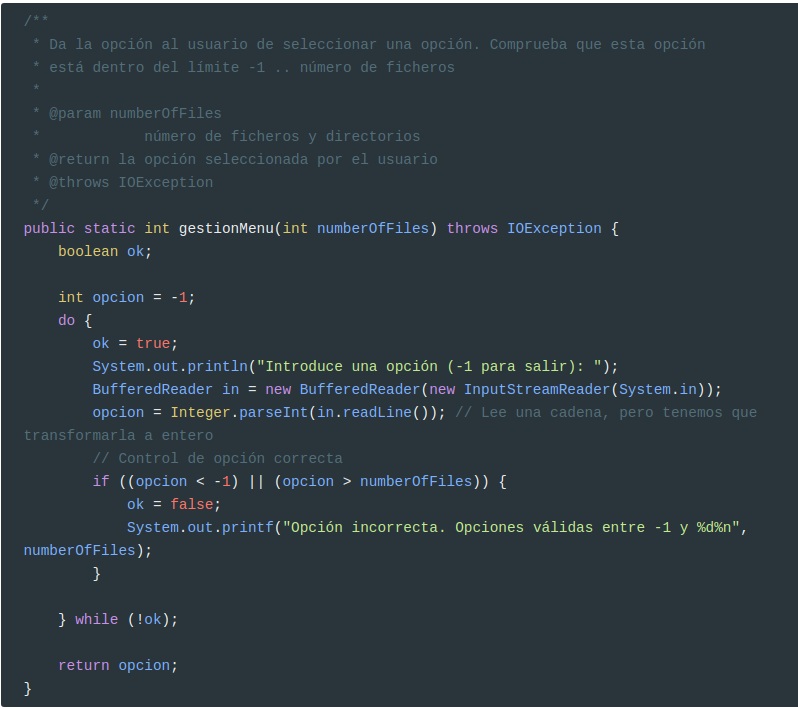 /**
 * Da la opción al usuario de seleccionar una opción. Comprueba que esta opción
 * está dentro del límite -1 .. número de ficheros
 *
 * @param numberOfFiles
 *            número de ficheros y directorios
 * @return la opción seleccionada por el usuario
 * @throws IOException
 */
public static int gestionMenu(int numberOfFiles) throws IOException {
    boolean ok;

    int opcion = -1;
    do {
        ok = true;
        System.out.println("Introduce una opción (-1 para salir): ");
        BufferedReader in = new BufferedReader(new InputStreamReader(System.in));
        opcion = Integer.parseInt(in.readLine()); // Lee una cadena, pero tenemos que
transformarla a entero
        // Control de opción correcta
        if ((opcion < -1) || (opcion > numberOfFiles)) {
            ok = false;
            System.out.printf("Opción incorrecta. Opciones válidas entre -1 y %d%n",
numberOfFiles);
        }

    } while (!ok);

    return opcion;
}